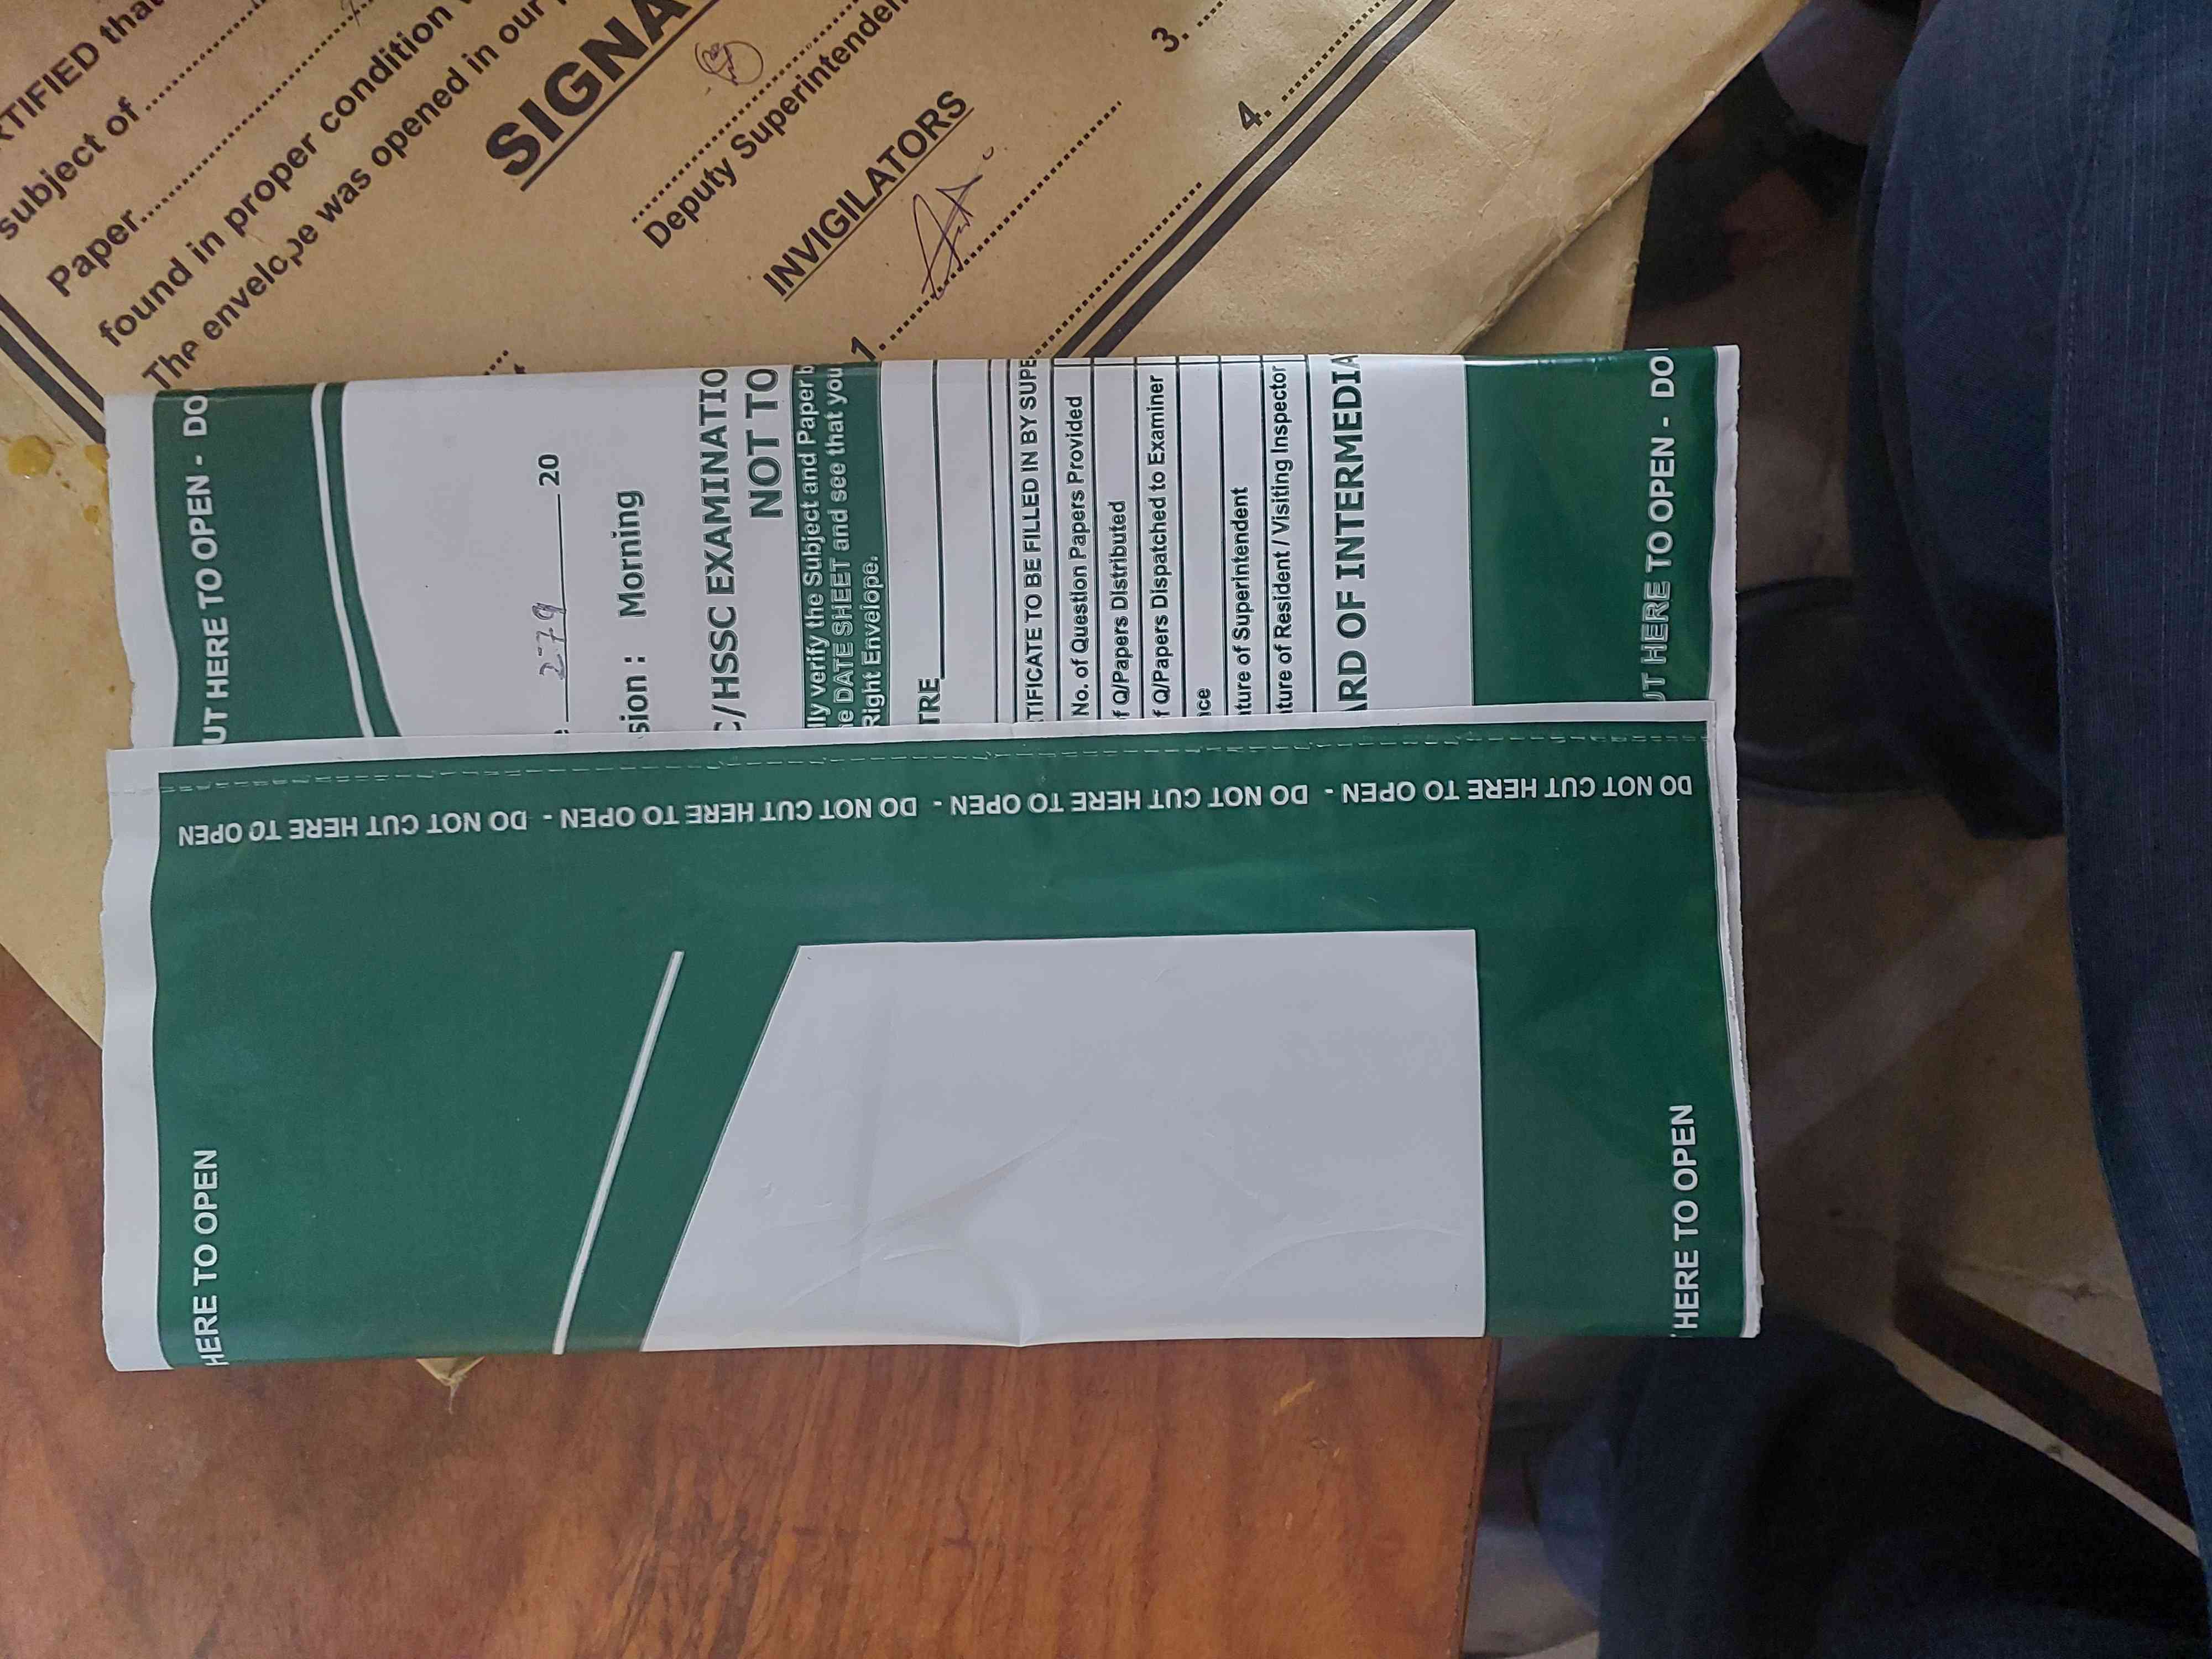 RTIFIED that
subject of
Paper
found in proper condition
The envelope was opened in our
SIGNA
Deputy Superintenden
INVIGILATORS
1.
3.
4.
UT HERE TO OPEN - DO
279 20
sion : Morning
C/HSSC EXAMINATIO
NOT TO
lly verify the Subject and Paper b
e DATE SHEET and see that you
Right Envelope.
TRE
TIFICATE TO BE FILLED IN BY SUPE
No. of Question Papers Provided
f Q/Papers Distributed
f Q/Papers Dispatched to Examiner
ce
ture of Superintendent
ture of Resident / Visiting Inspector
ARD OF INTERMEDIA
UT HERE TO OPEN - DO
DO NOT CUT HERE TO OPEN - DO NOT CUT HERE TO OPEN - DO NOT CUT HERE TO OPEN - DO NOT CUT HERE TO OPEN
HERE TO OPEN
HERE TO OPEN